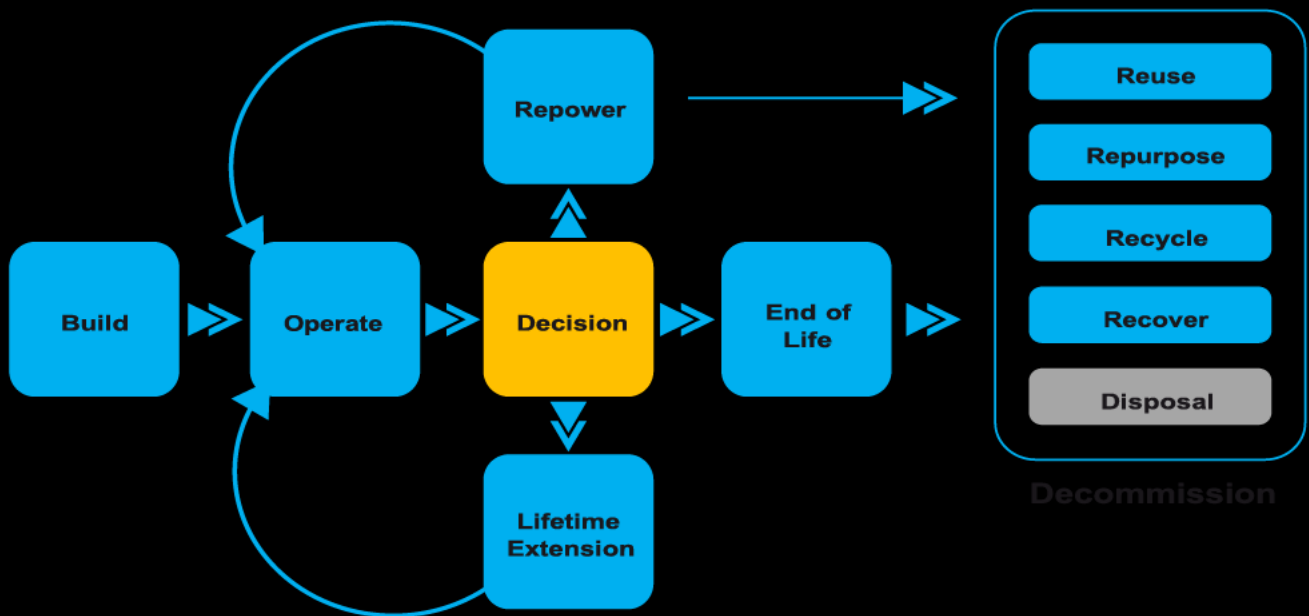 Build
Operate
Repower
Decision
Lifetime
Extension
End of
Life
Reuse
Repurpose
Recycle
Recover
Disposal
Decommission